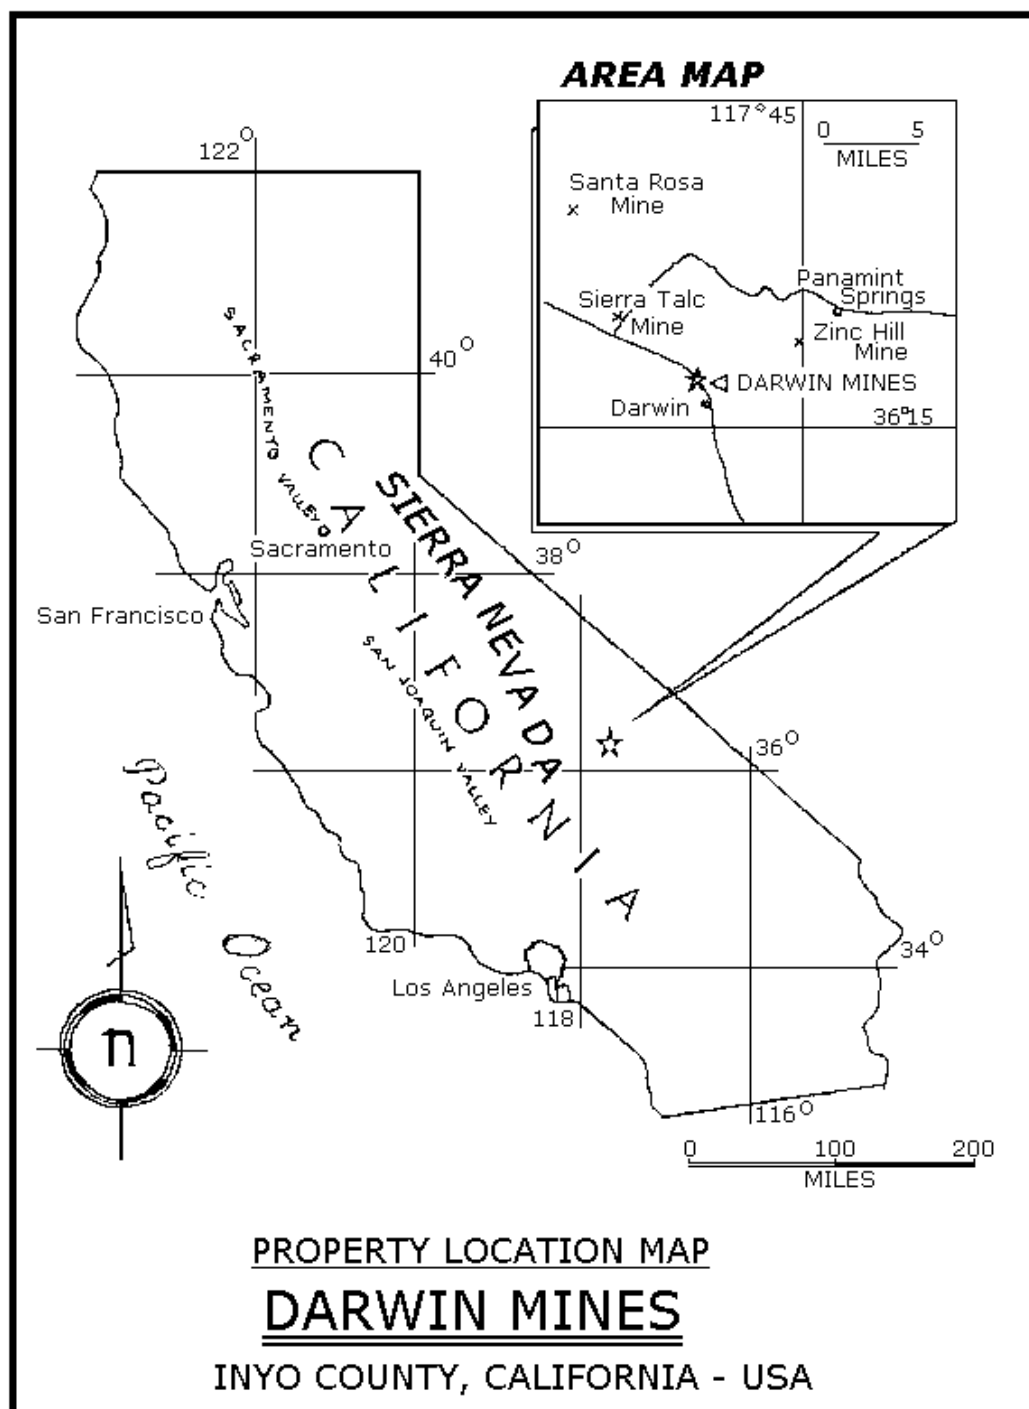 AREA MAP
117° 45
0 5
MILES
Santa Rosa
Mine
Panamint
Springs
Sierra Talc
Mine
Zinc Hill
Mine
DARWIN MINES
Darwin
36°15
122°
40°
38°
36°
34°
120
118
116°
SACRAMENTO VALLEY
CALIFORNIA
SIERRA NEVADA
SAN JOAQUIN VALLEY
Sacramento
San Francisco
Los Angeles
Pacific
Ocean
n
0 100 200
MILES
PROPERTY LOCATION MAP
DARWIN MINES
INYO COUNTY, CALIFORNIA - USA